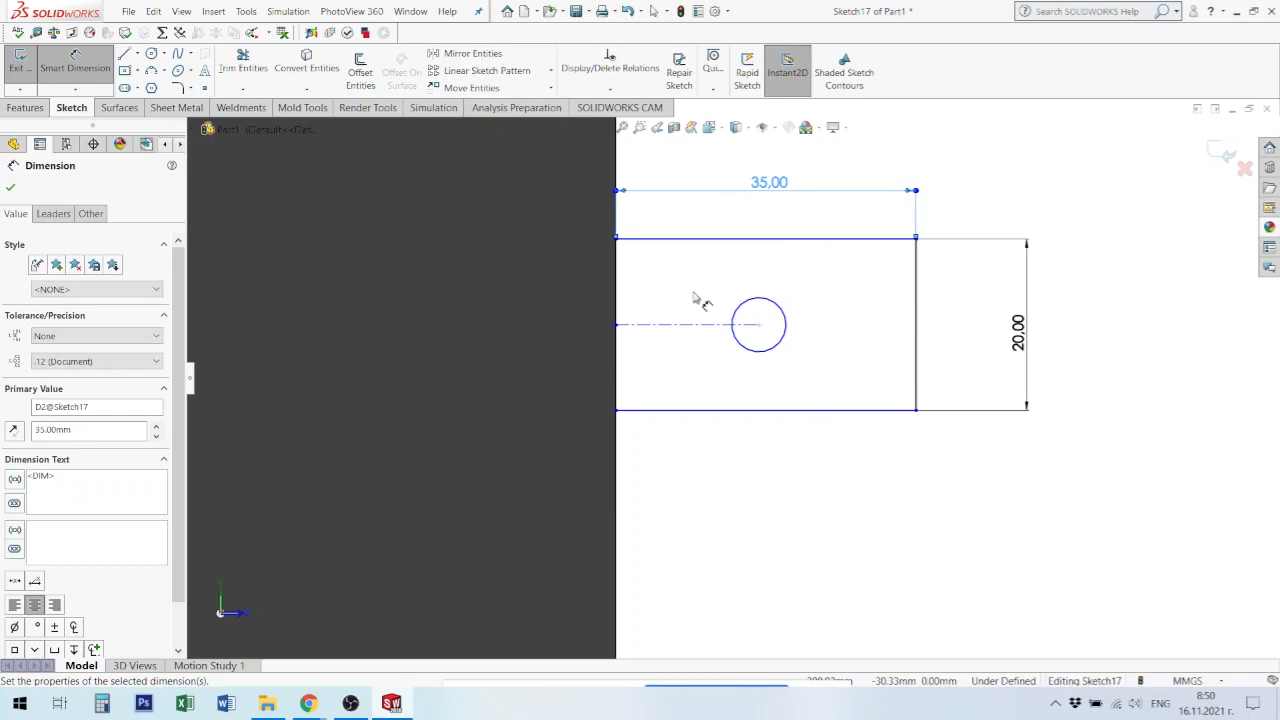 SOLIDWORKS File Edit View Insert Tools Simulation PhotoView 360 Window Help Sketch17 of Part1 * Search SOLIDWORKS Help
Exit ... Smart Dimension Trim Entities Convert Entities Offset Entities Offset On Surface Mirror Entities Linear Sketch Pattern Move Entities Display/Delete Relations Repair Sketch Qui... Rapid Sketch Instant2D Shaded Sketch Contours
Features Sketch Surfaces Sheet Metal Weldments Mold Tools Render Tools Simulation Analysis Preparation SOLIDWORKS CAM
Part1 (Default<<Def...
Dimension
Value Leaders Other
Style
<NONE>
Tolerance/Precision
None
.12 (Document)
Primary Value
D2@Sketch17
35.00mm
Dimension Text
<DIM>
35,00
20,00
Model 3D Views Motion Study 1
Set the properties of the selected dimension(s). -30.33mm 0.00mm Under Defined Editing Sketch17 MMGS
ENG 8:50
16.11.2021 г.